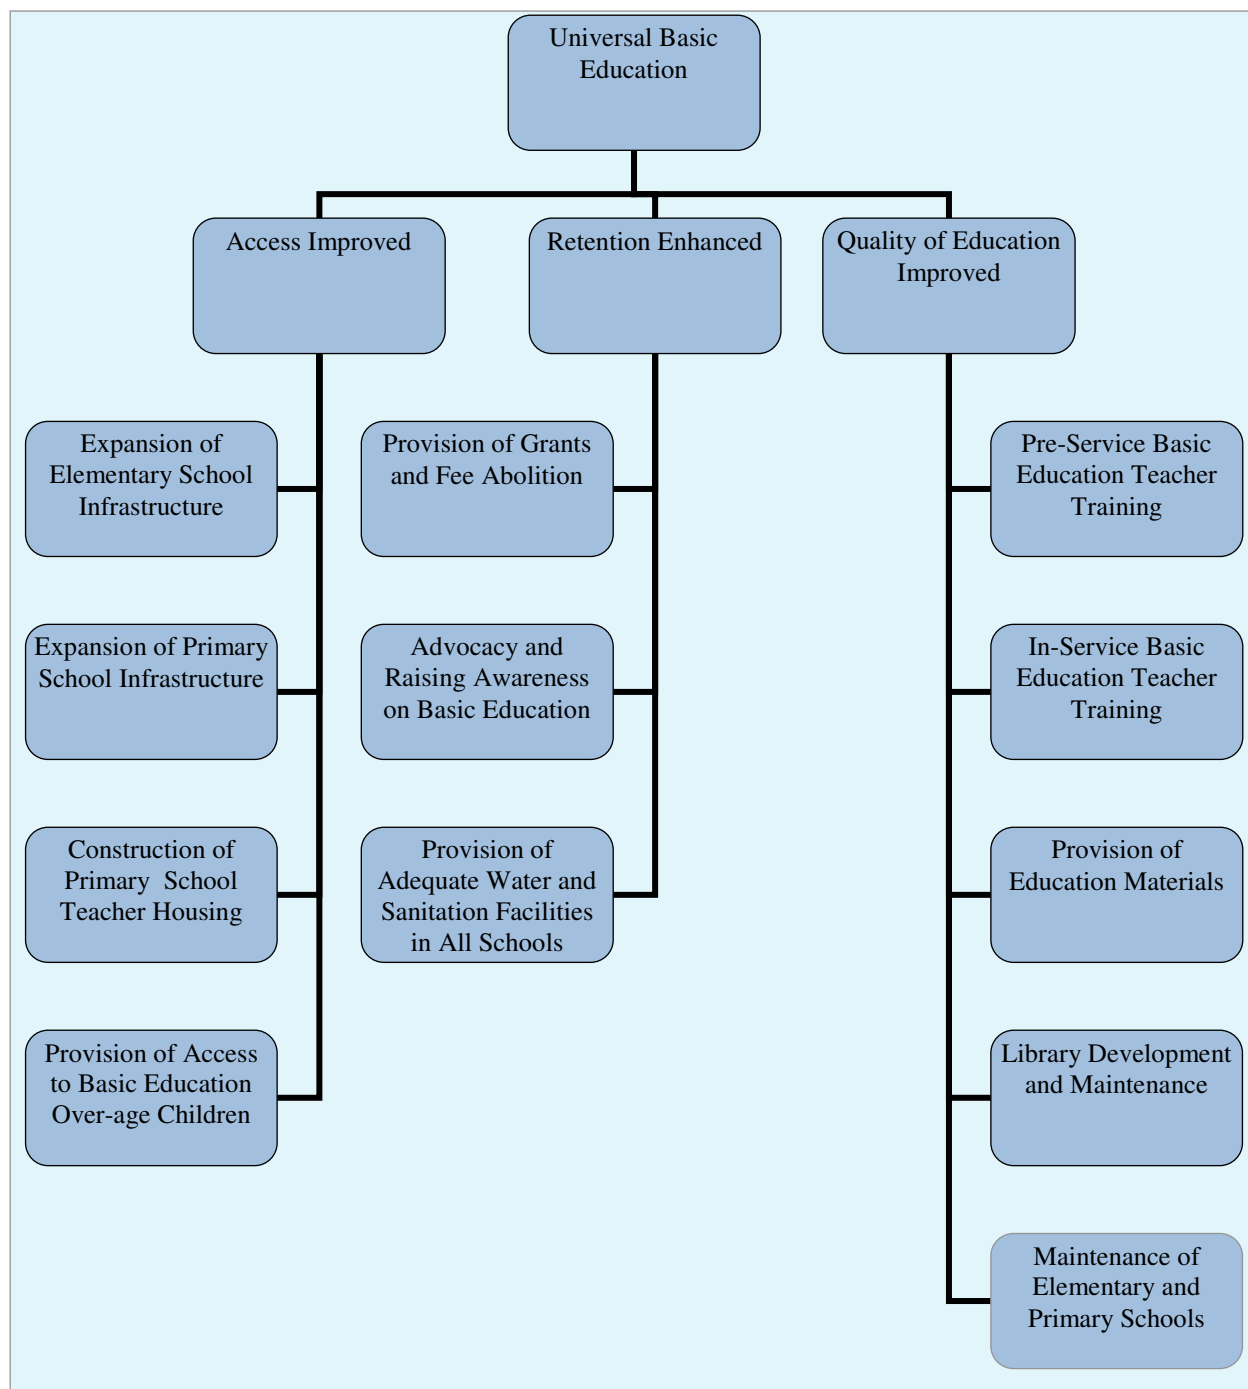 Universal Basic
Education
Access Improved
Retention Enhanced
Quality of Education
Improved
Expansion of
Elementary School
Infrastructure
Expansion of Primary
School Infrastructure
Construction of
Primary  School
Teacher Housing
Provision of Access
to Basic Education
Over-age Children
Provision of Grants
and Fee Abolition
Advocacy and
Raising Awareness
on Basic Education
Provision of
Adequate Water and
Sanitation Facilities
in All Schools
Pre-Service Basic
Education Teacher
Training
In-Service Basic
Education Teacher
Training
Provision of
Education Materials
Library Development
and Maintenance
Maintenance of
Elementary and
Primary Schools